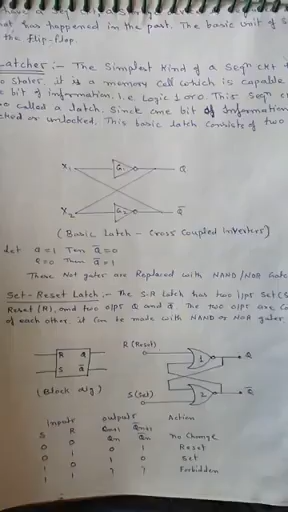 hat has happened in the past. The basic unit of S
the flip-flop.
Latches :- The Simplest kind of a Seqn ckt
o states. it is a memory cell which is capable
bit of information. i.e. Logic 1 or 0. This Seqn c
o called a latch. Since one bit of Information
ched or unlocked. This basic latch consists of two
X1 G1 Q
X2 G2 Q̅
(Basic Latch - Cross Coupled Inverters)
Let Q=1 Then Q̅=0
Q=0 Then Q̅=1
These Not gates are Replaced with NAND/NOR Gate
Set-Reset Latch :- The S-R latch has two i/ps Set (S
Reset (R), and two o/ps Q and Q̅. The two o/ps are Co
of each other. it can be made with NAND or NOR gates
R Q
S Q̅
(Block dig)
R (Reset) 1 Q
S (Set) 2 Q̅
Inputs outputs Action
S R Qn+1 Q̅n+1
0 0 Qn Q̅n No Change
0 1 0 1 Reset
1 0 1 0 Set
1 1 ? ? Forbidden